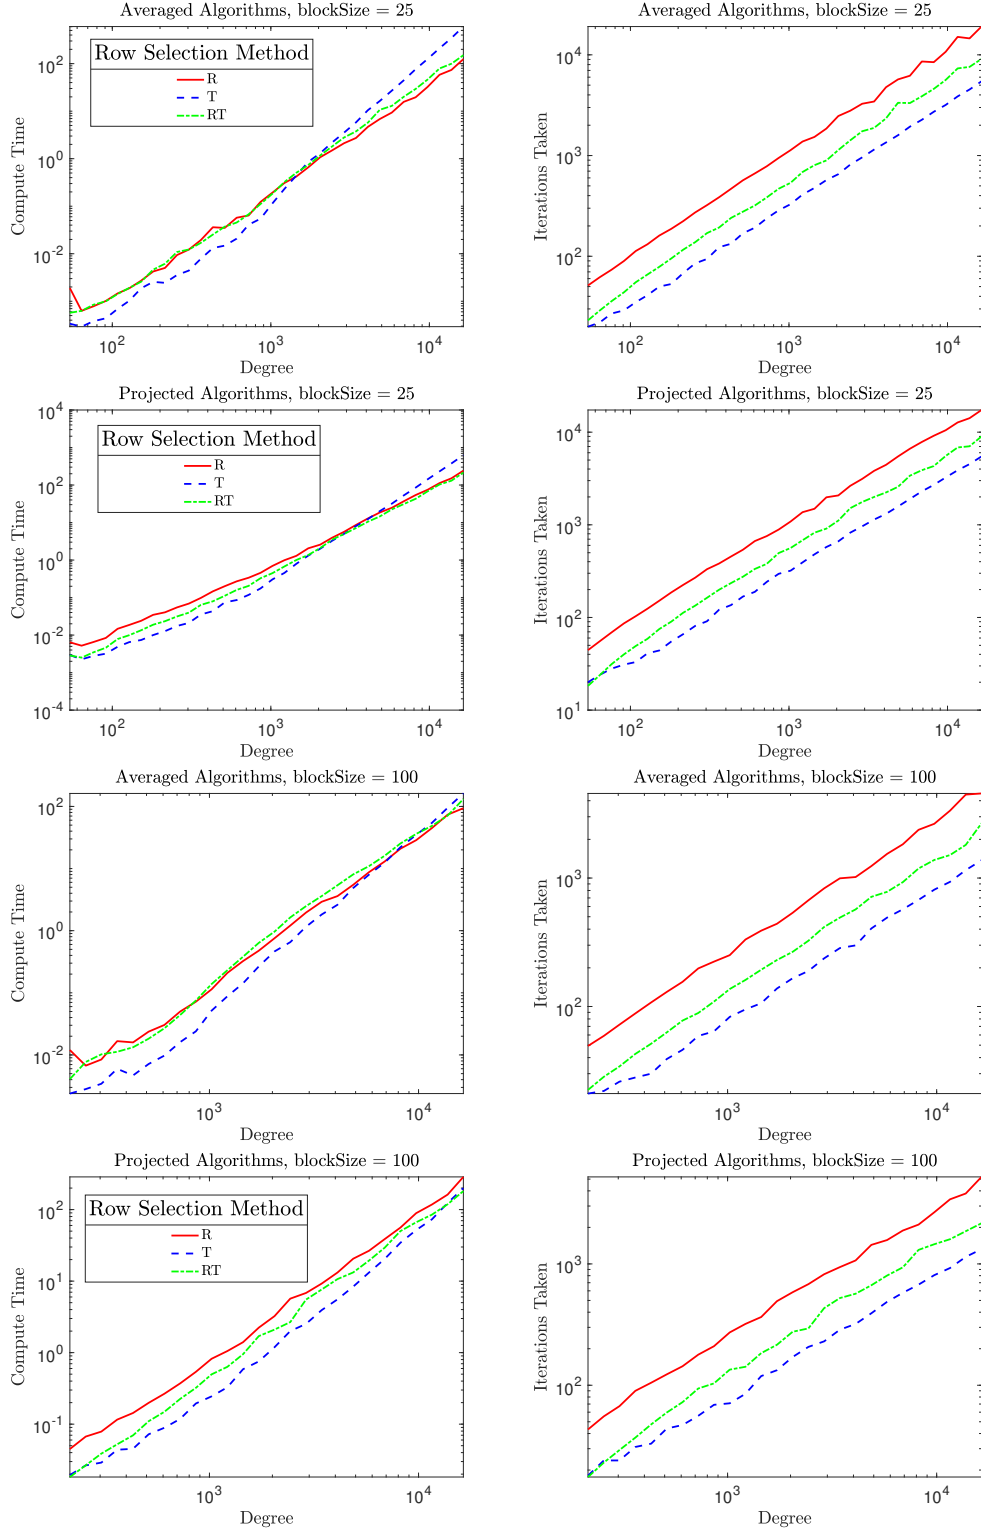 Averaged Algorithms, blockSize = 25
Compute Time
10^2
10^0
10^-2
Row Selection Method
R
T
RT
10^2 10^3 10^4
Degree
Averaged Algorithms, blockSize = 25
Iterations Taken
10^4
10^3
10^2
10^2 10^3 10^4
Degree
Projected Algorithms, blockSize = 25
Compute Time
10^4
10^2
10^0
10^-2
10^-4
Row Selection Method
R
T
RT
10^2 10^3 10^4
Degree
Projected Algorithms, blockSize = 25
Iterations Taken
10^4
10^3
10^2
10^1
10^2 10^3 10^4
Degree
Averaged Algorithms, blockSize = 100
Compute Time
10^2
10^0
10^-2
10^3 10^4
Degree
Averaged Algorithms, blockSize = 100
Iterations Taken
10^3
10^2
10^3 10^4
Degree
Projected Algorithms, blockSize = 100
Compute Time
10^2
10^1
10^0
10^-1
Row Selection Method
R
T
RT
10^3 10^4
Degree
Projected Algorithms, blockSize = 100
Iterations Taken
10^3
10^2
10^3 10^4
Degree